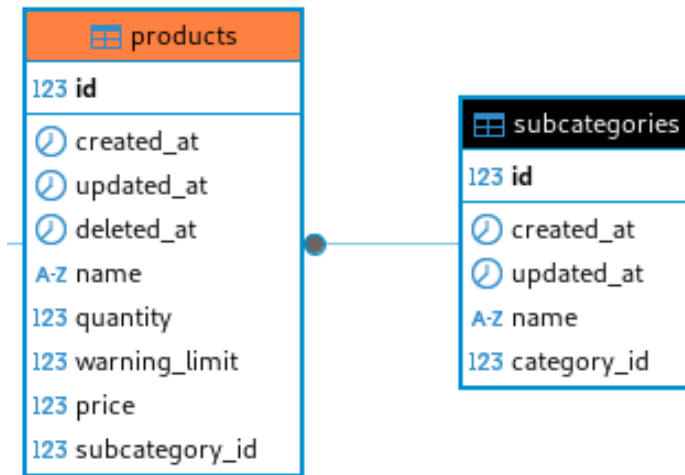 products
123 id
created_at
updated_at
deleted_at
A-Z name
123 quantity
123 warning_limit
123 price
123 subcategory_id
subcategories
123 id
created_at
updated_at
A-Z name
123 category_id